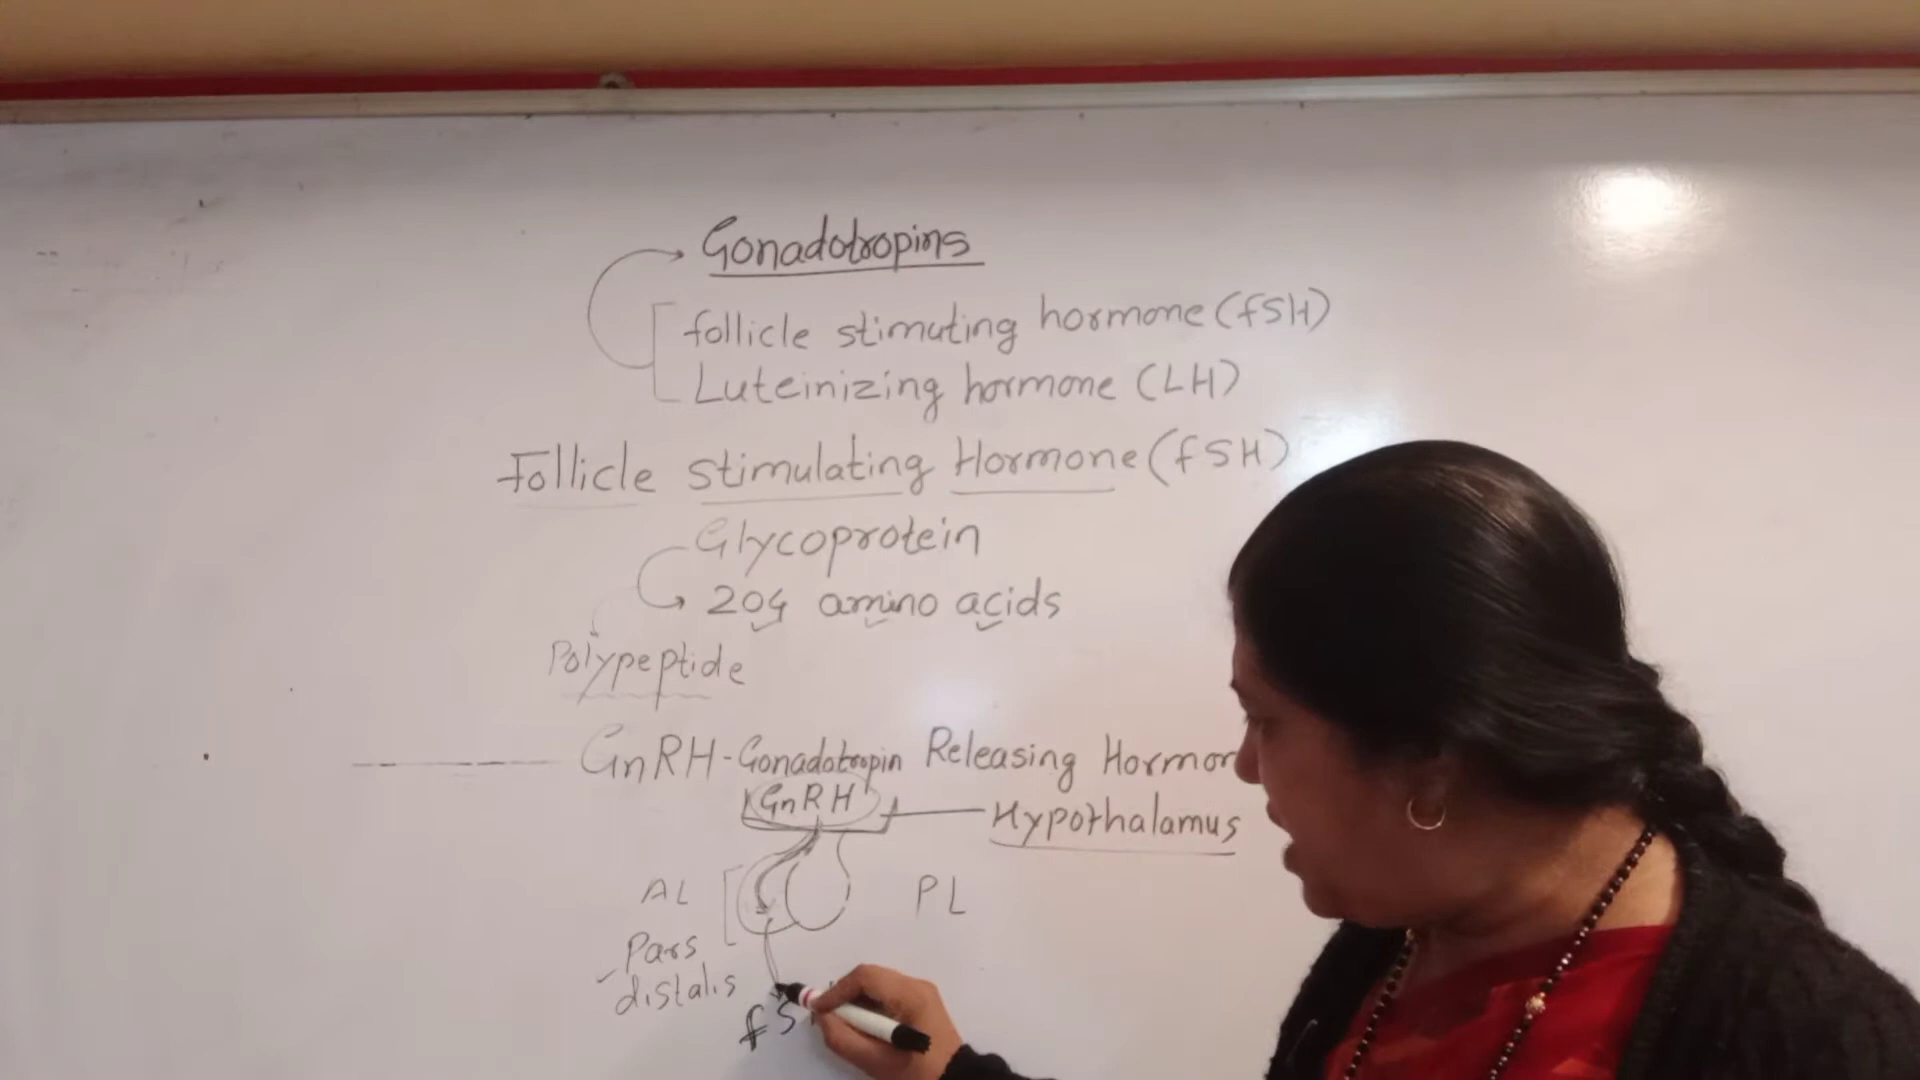 Gonadotropins
follicle stimuting hormone (fSH)
Luteinizing hormone (LH)
Follicle stimulating Hormone (fSH)
Glycoprotein
204 amino acids
Polypeptide
GnRH - Gonadotropin Releasing Hormon
GnRH
Hypothalamus
AL
PL
Pars
distalis
fS